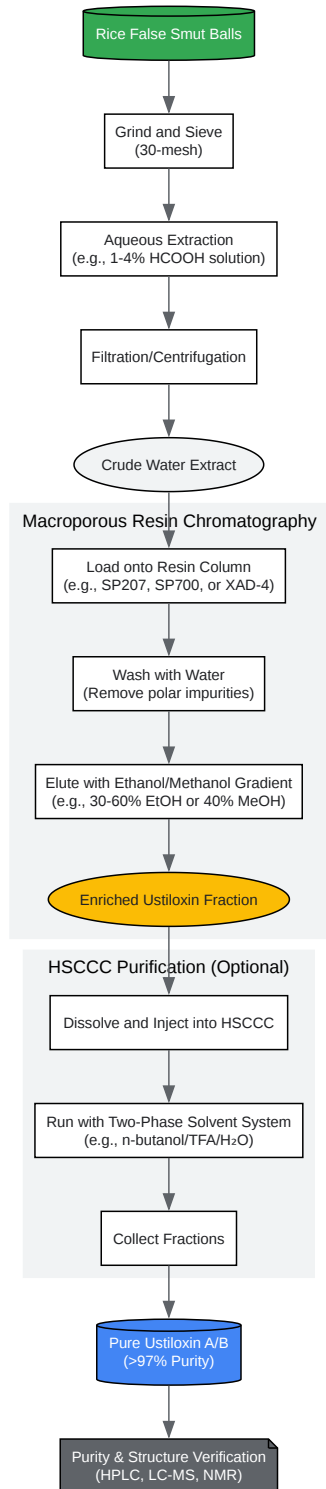 Rice False Smut Balls
Grind and Sieve
(30-mesh)
Aqueous Extraction
(e.g., 1-4% HCOOH solution)
Filtration/Centrifugation
Crude Water Extract
Macroporous Resin Chromatography
Load onto Resin Column
(e.g., SP207, SP700, or XAD-4)
Wash with Water
(Remove polar impurities)
Elute with Ethanol/Methanol Gradient
(e.g., 30-60% EtOH or 40% MeOH)
Enriched Ustiloxin Fraction
HSCCC Purification (Optional)
Dissolve and Inject into HSCCC
Run with Two-Phase Solvent System
(e.g., n-butanol/TFA/H₂O)
Collect Fractions
Pure Ustiloxin A/B
(>97% Purity)
Purity & Structure Verification
(HPLC, LC-MS, NMR)